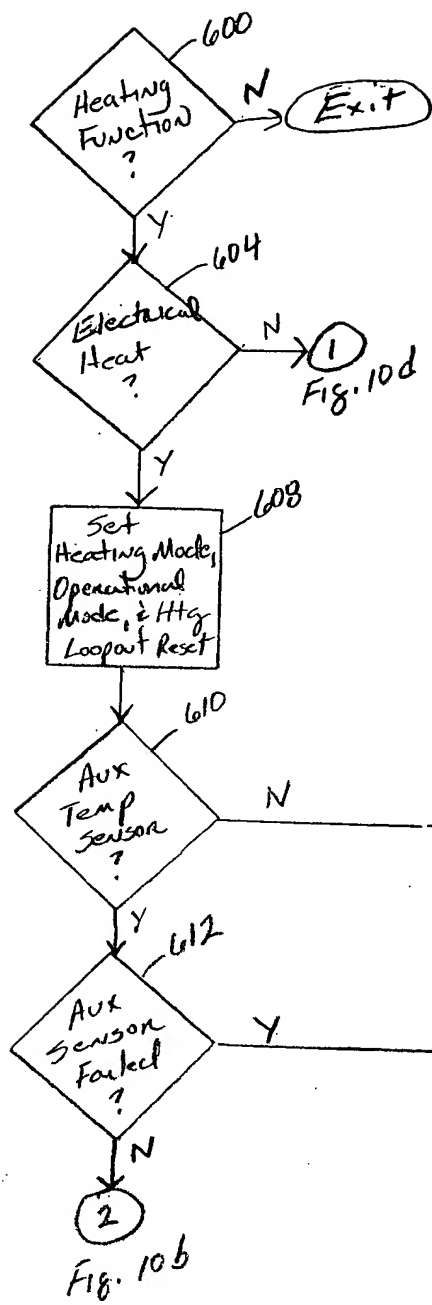 600
Heating
Function
?
N
Exit
Y
604
Electrical
Heat
?
N
1
Fig. 10d
Y
608
Set
Heating Mode,
Operational
Mode, & Htg
Loopout Reset
610
Aux
Temp
Sensor
?
N
Y
612
Aux
Sensor
Failed
?
Y
N
2
Fig. 10b